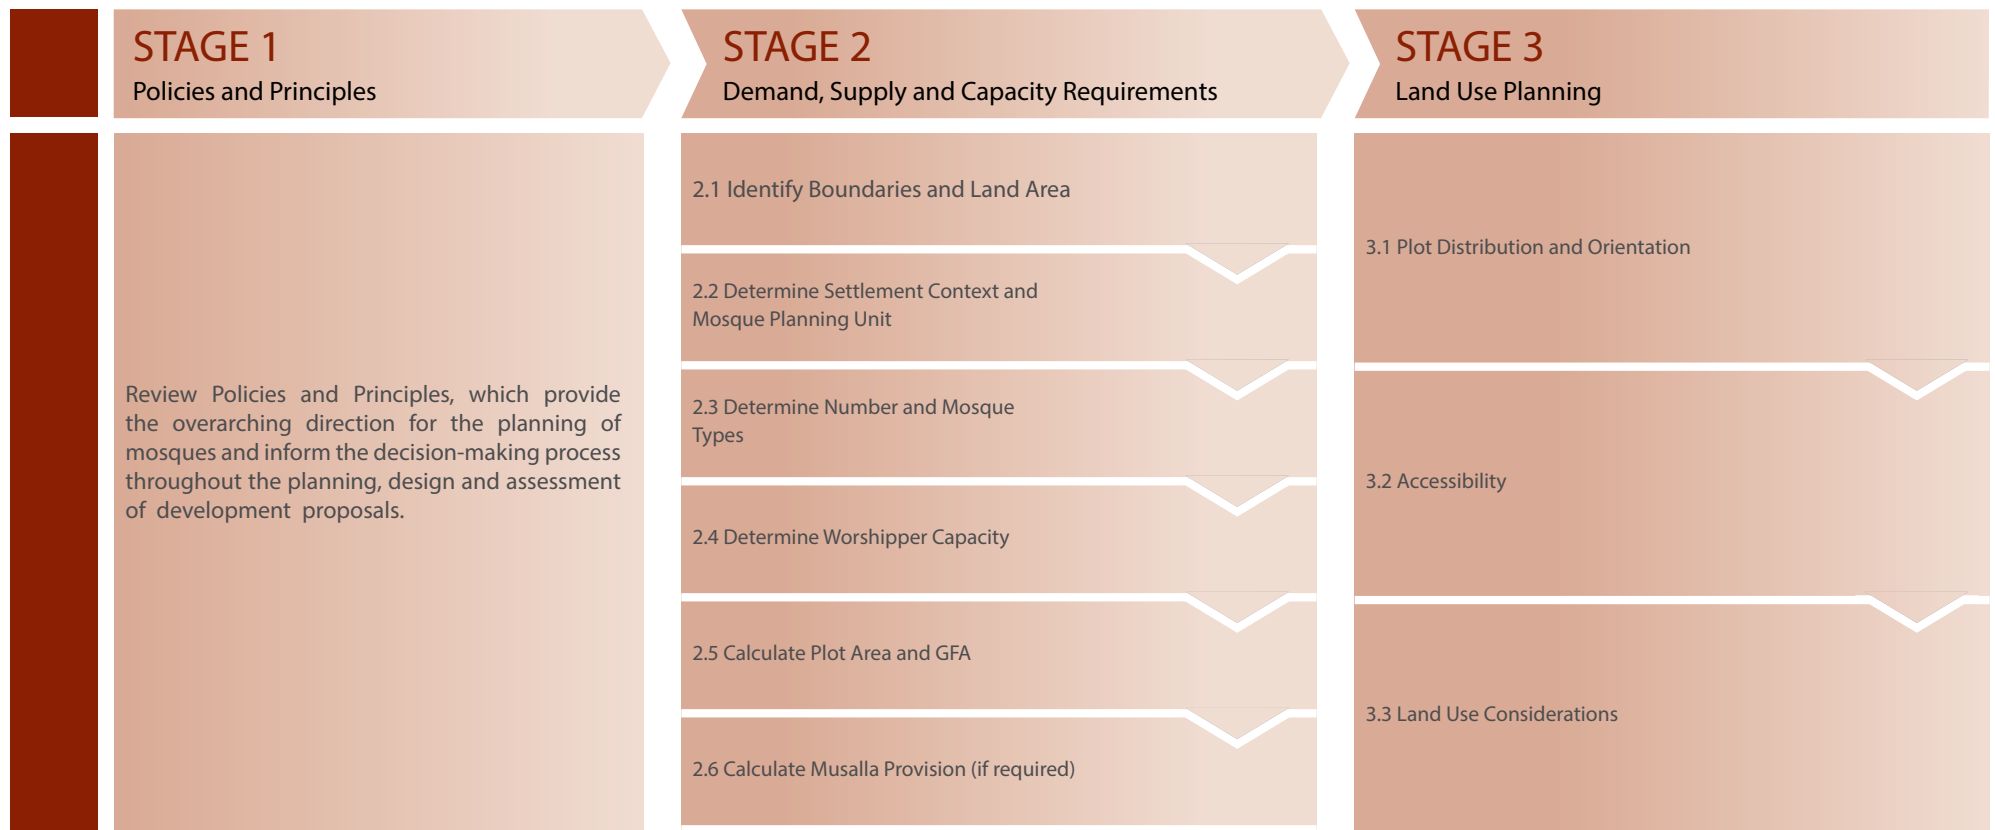 STAGE 1
Policies and Principles
Review Policies and Principles, which provide
the overarching direction for the planning of
mosques and inform the decision-making process
throughout the planning, design and assessment
of development proposals.
STAGE 2
Demand, Supply and Capacity Requirements
2.1 Identify Boundaries and Land Area
2.2 Determine Settlement Context and
Mosque Planning Unit
2.3 Determine Number and Mosque
Types
2.4 Determine Worshipper Capacity
2.5 Calculate Plot Area and GFA
2.6 Calculate Musalla Provision (if required)
STAGE 3
Land Use Planning
3.1 Plot Distribution and Orientation
3.2 Accessibility
3.3 Land Use Considerations